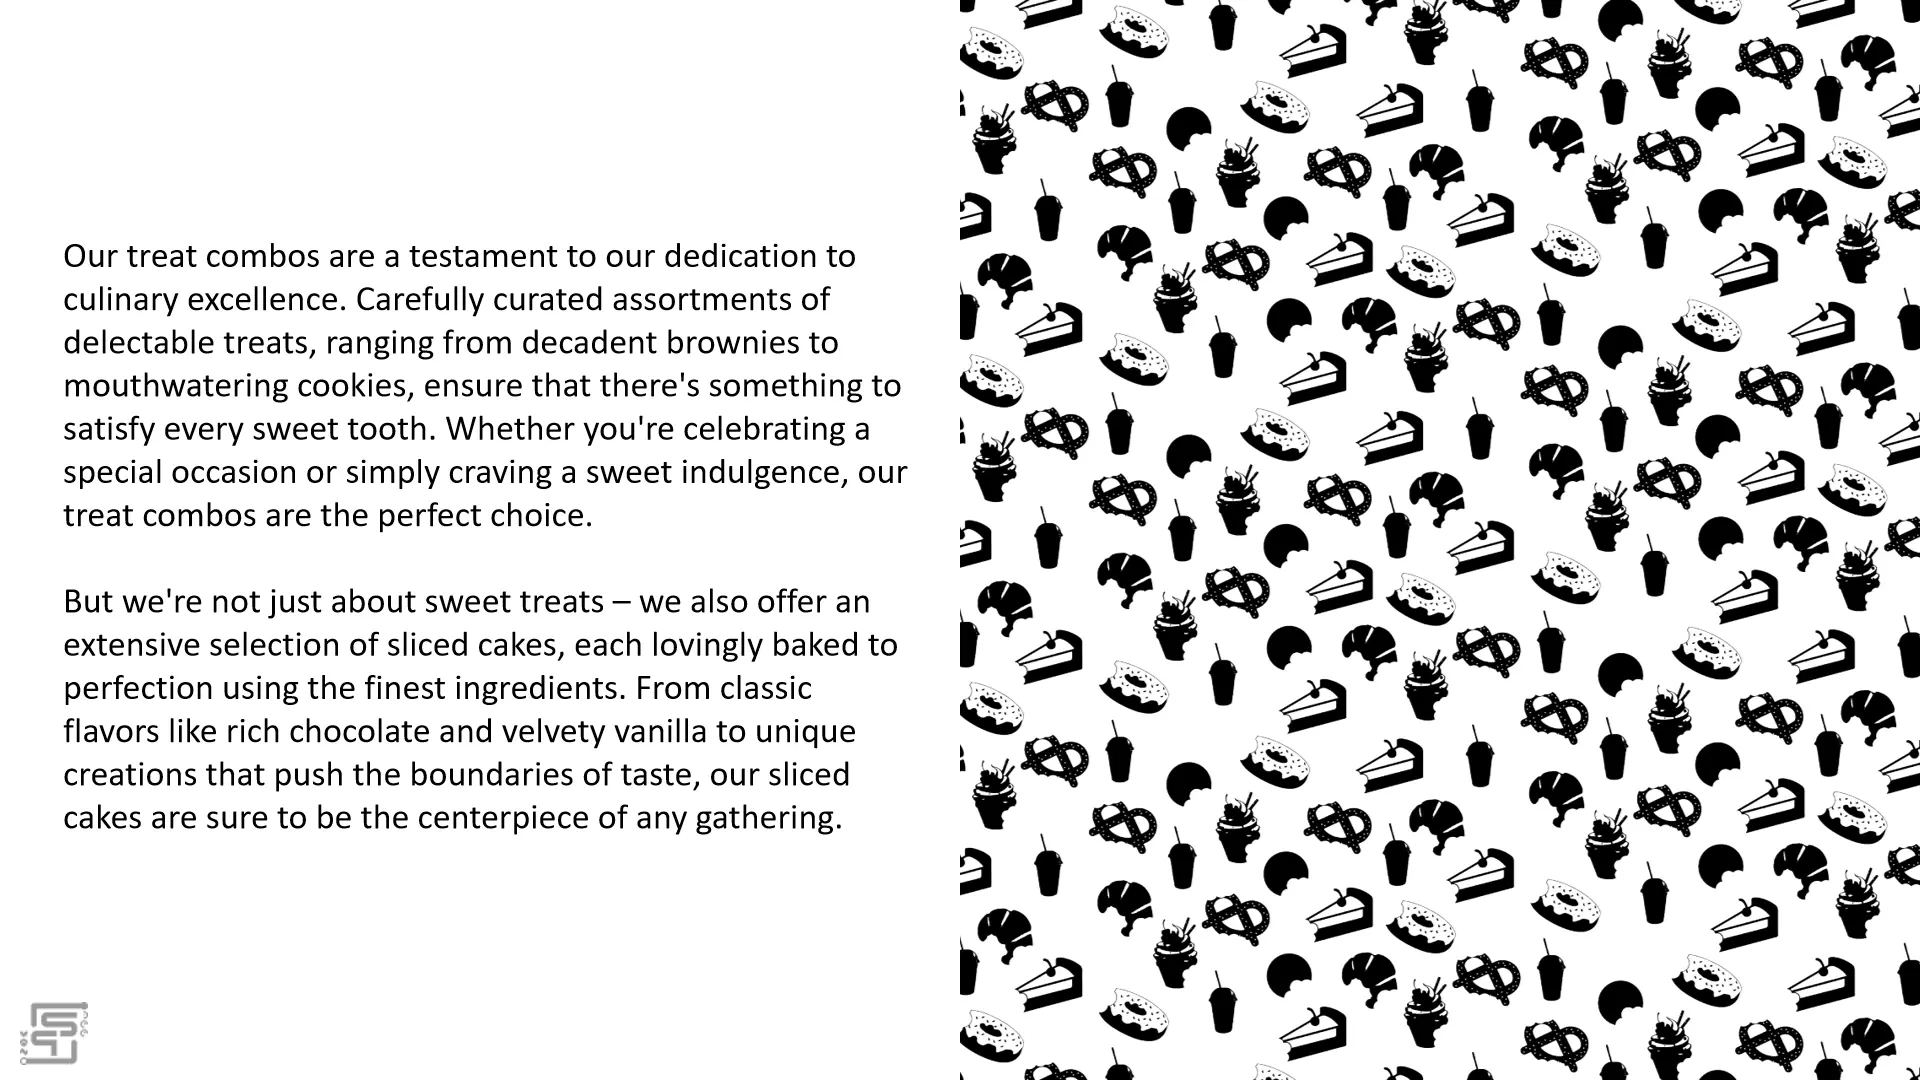 Our treat combos are a testament to our dedication to
culinary excellence. Carefully curated assortments of
delectable treats, ranging from decadent brownies to
mouthwatering cookies, ensure that there's something to
satisfy every sweet tooth. Whether you're celebrating a
special occasion or simply craving a sweet indulgence, our
treat combos are the perfect choice.
But we're not just about sweet treats – we also offer an
extensive selection of sliced cakes, each lovingly baked to
perfection using the finest ingredients. From classic
flavors like rich chocolate and velvety vanilla to unique
creations that push the boundaries of taste, our sliced
cakes are sure to be the centerpiece of any gathering.